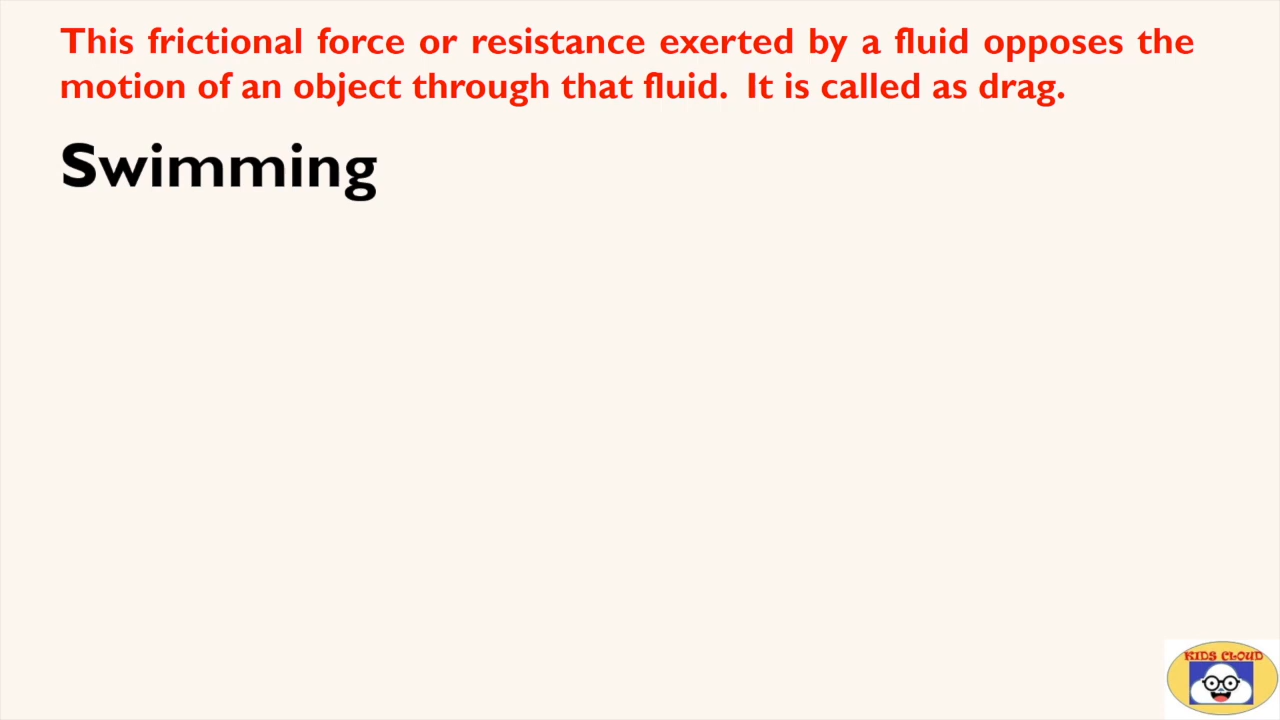 This frictional force or resistance exerted by a fluid opposes the
motion of an object through that fluid.  It is called as drag.
Swimming
KIDS CLOUD